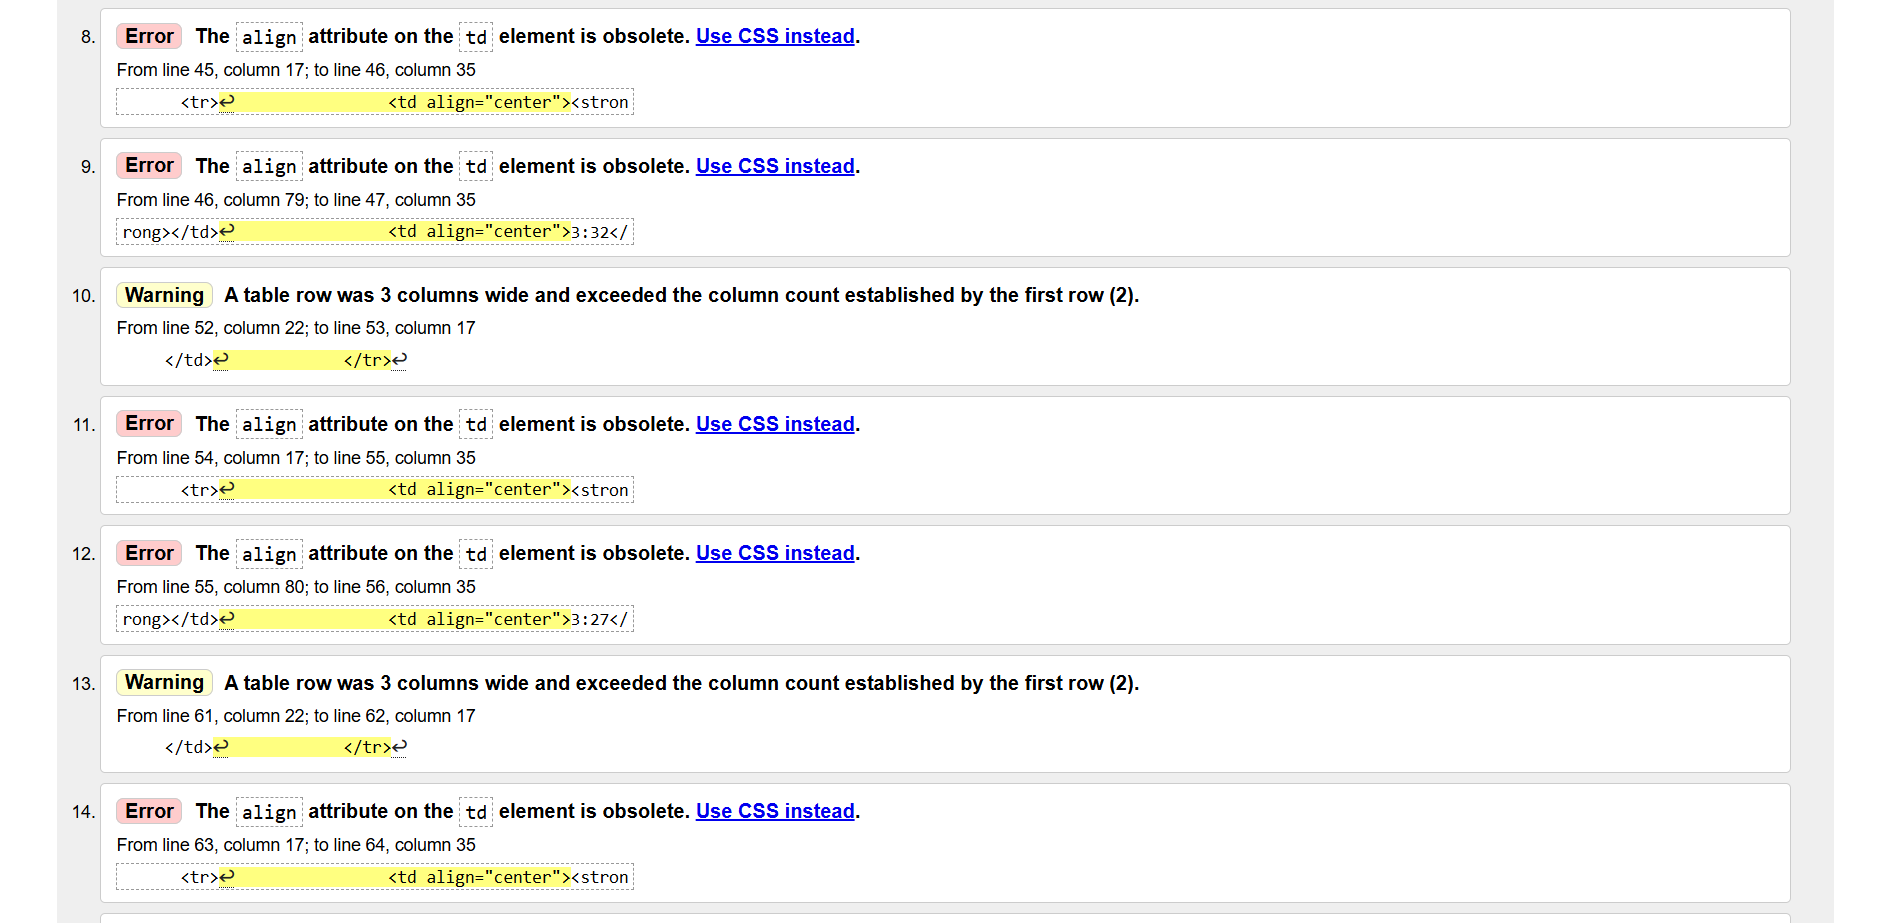 8. Error The align attribute on the td element is obsolete. Use CSS instead.
From line 45, column 17; to line 46, column 35
<tr>↩ <td align="center"><stron
9. Error The align attribute on the td element is obsolete. Use CSS instead.
From line 46, column 79; to line 47, column 35
rong></td>↩ <td align="center">3:32</
10. Warning A table row was 3 columns wide and exceeded the column count established by the first row (2).
From line 52, column 22; to line 53, column 17
</td>↩ </tr>↩
11. Error The align attribute on the td element is obsolete. Use CSS instead.
From line 54, column 17; to line 55, column 35
<tr>↩ <td align="center"><stron
12. Error The align attribute on the td element is obsolete. Use CSS instead.
From line 55, column 80; to line 56, column 35
rong></td>↩ <td align="center">3:27</
13. Warning A table row was 3 columns wide and exceeded the column count established by the first row (2).
From line 61, column 22; to line 62, column 17
</td>↩ </tr>↩
14. Error The align attribute on the td element is obsolete. Use CSS instead.
From line 63, column 17; to line 64, column 35
<tr>↩ <td align="center"><stron